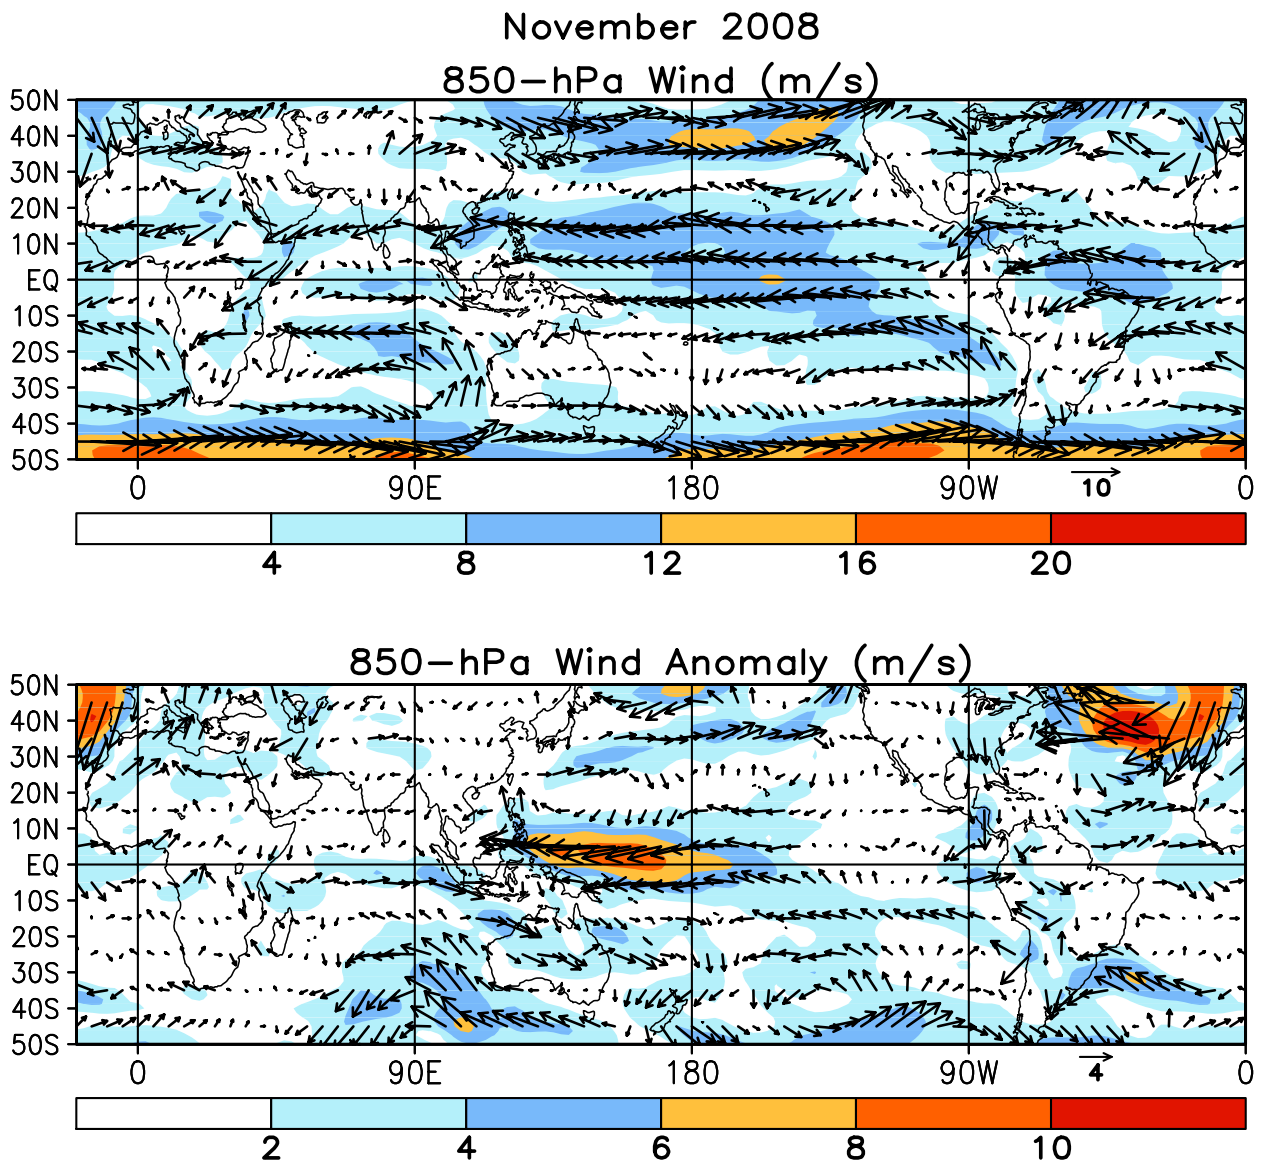 November 2008
850-hPa Wind (m/s)
50N
40N
30N
20N
10N
EQ
10S
20S
30S
40S
50S
0 90E 180 90W 0
10
4 8 12 16 20
850-hPa Wind Anomaly (m/s)
50N
40N
30N
20N
10N
EQ
10S
20S
30S
40S
50S
0 90E 180 90W 0
4
2 4 6 8 10